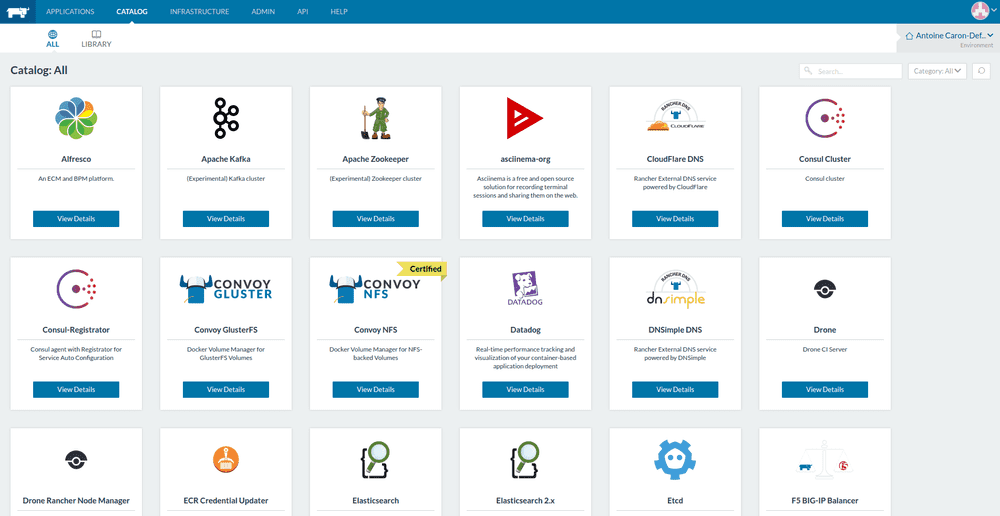 APPLICATIONS CATALOG INFRASTRUCTURE ADMIN API HELP
ALL LIBRARY
Antoine Caron-Def..
Environment
Catalog: All
Search...
Category: All
Alfresco
An ECM and BPM platform.
View Details
Apache Kafka
(Experimental) Kafka cluster
View Details
Apache Zookeeper
(Experimental) Zookeeper cluster
View Details
asciinema-org
Asciinema is a free and open source
solution for recording terminal
sessions and sharing them on the web.
View Details
RANCHER DNS
CLOUDFLARE
CloudFlare DNS
Rancher External DNS service
powered by CloudFlare
View Details
Consul Cluster
Consul cluster
View Details
Consul-Registrator
Consul agent with Registrator for
Service Auto Configuration
View Details
CONVOY
GLUSTER
Convoy GlusterFS
Docker Volume Manager for
GlusterFS Volumes
View Details
Certified
CONVOY
NFS
Convoy NFS
Docker Volume Manager for NFS-
backed Volumes
View Details
DATADOG
Datadog
Real-time performance tracking and
visualization of your container-based
application deployment
View Details
RANCHER DNS
dnsimple
DNSimple DNS
Rancher External DNS service
powered by DNSimple
View Details
Drone
Drone CI Server
View Details
Drone Rancher Node Manager
ECR Credential Updater
Elasticsearch
Elasticsearch 2.x
Etcd
F5 BIG-IP Balancer